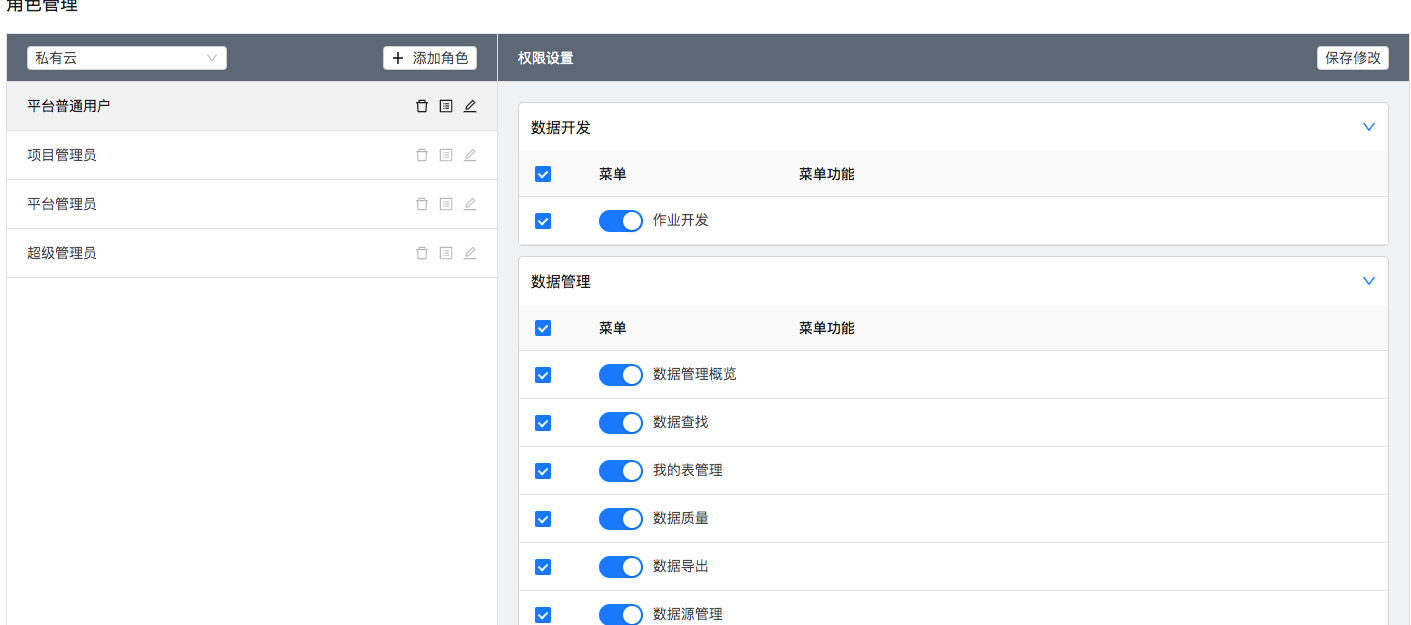 角色管理
私有云
添加角色
平台普通用户
项目管理员
平台管理员
超级管理员
权限设置
保存修改
数据开发
菜单 菜单功能
作业开发
数据管理
菜单 菜单功能
数据管理概览
数据查找
我的表管理
数据质量
数据导出
数据源管理